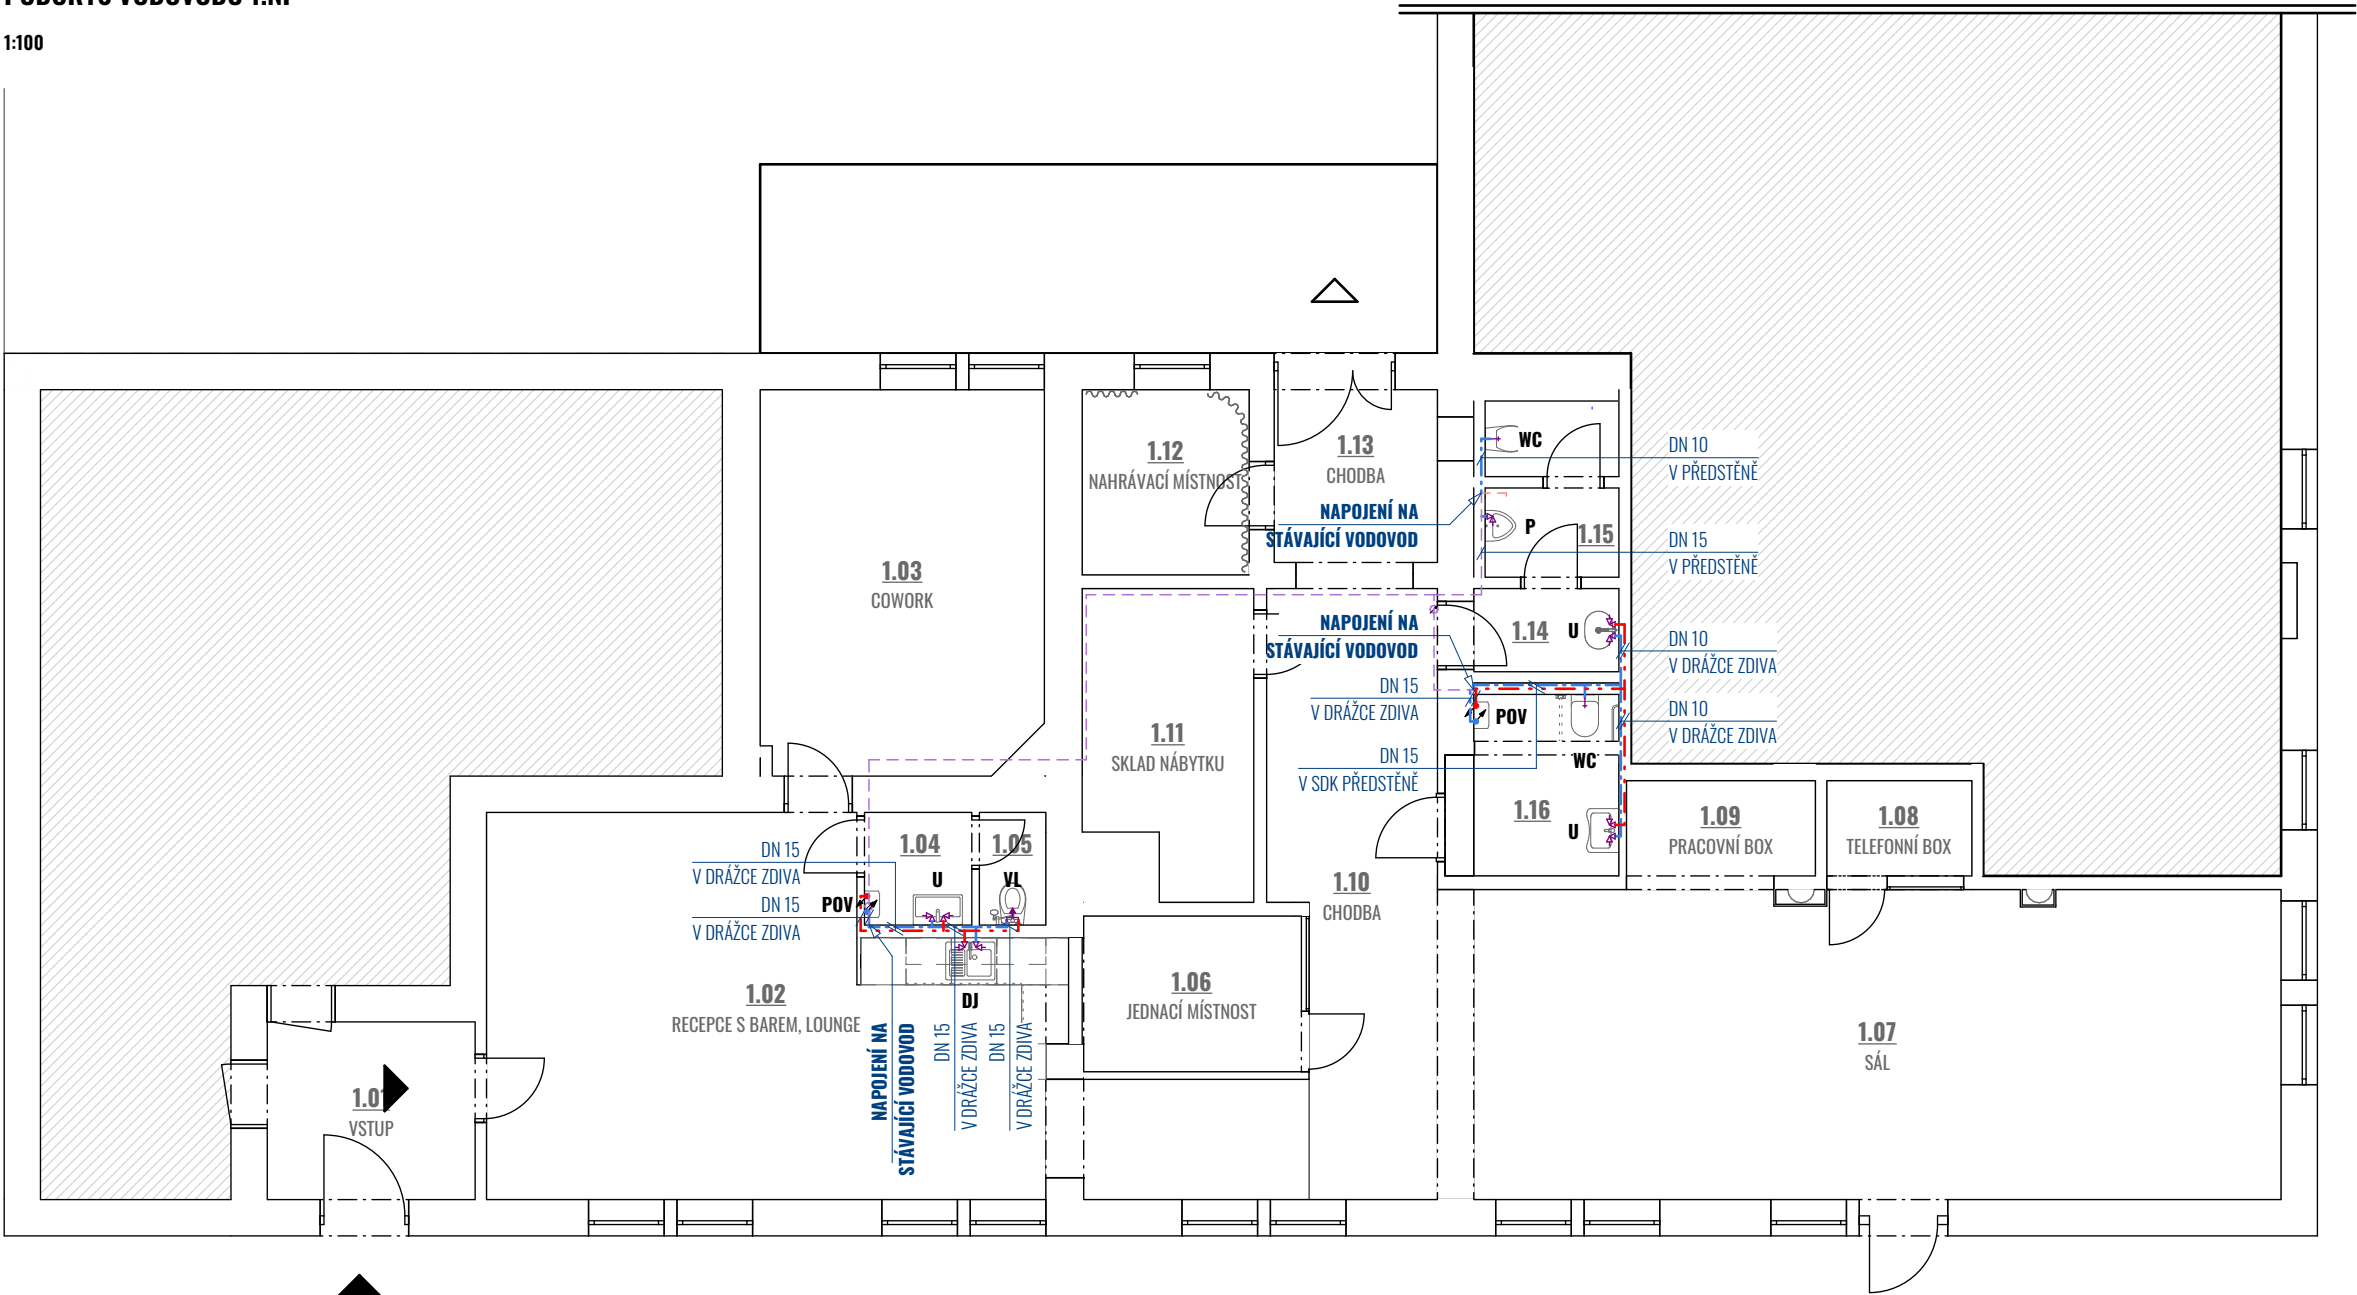 1:100
1.12
NAHRÁVACÍ MÍSTNOST
1.13
CHODBA
WC
DN 10
V PŘEDSTĚNĚ
NAPOJENÍ NA
STÁVAJÍCÍ VODOVOD
P
1.15
DN 15
V PŘEDSTĚNĚ
1.03
COWORK
NAPOJENÍ NA
STÁVAJÍCÍ VODOVOD
1.14
U
DN 10
V DRÁŽCE ZDIVA
DN 15
V DRÁŽCE ZDIVA
POV
DN 10
V DRÁŽCE ZDIVA
1.11
SKLAD NÁBYTKU
DN 15
V SDK PŘEDSTĚNĚ
WC
1.16
U
1.09
PRACOVNÍ BOX
1.08
TELEFONNÍ BOX
DN 15
V DRÁŽCE ZDIVA
1.04
1.05
U
VL
DN 15
V DRÁŽCE ZDIVA
POV
1.10
CHODBA
1.02
RECEPCE S BAREM, LOUNGE
DJ
1.06
JEDNACÍ MÍSTNOST
NAPOJENÍ NA
STÁVAJÍCÍ VODOVOD
DN 15
V DRÁŽCE ZDIVA
DN 15
V DRÁŽCE ZDIVA
1.07
SÁL
1.01
VSTUP